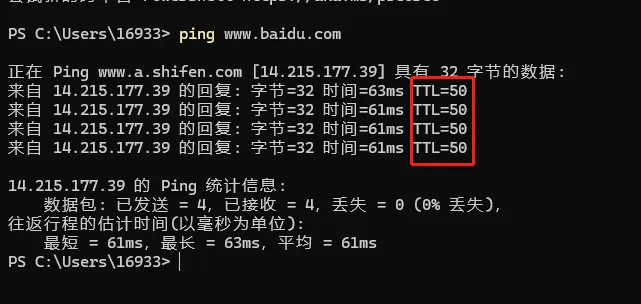 PS C:\Users\16933> ping www.baidu.com
正在 Ping www.a.shifen.com [14.215.177.39] 具有 32 字节的数据:
来自 14.215.177.39 的回复: 字节=32 时间=63ms TTL=50
来自 14.215.177.39 的回复: 字节=32 时间=61ms TTL=50
来自 14.215.177.39 的回复: 字节=32 时间=61ms TTL=50
来自 14.215.177.39 的回复: 字节=32 时间=61ms TTL=50
14.215.177.39 的 Ping 统计信息:
数据包: 已发送 = 4，已接收 = 4，丢失 = 0 (0% 丢失)，
往返行程的估计时间(以毫秒为单位):
最短 = 61ms，最长 = 63ms，平均 = 61ms
PS C:\Users\16933>